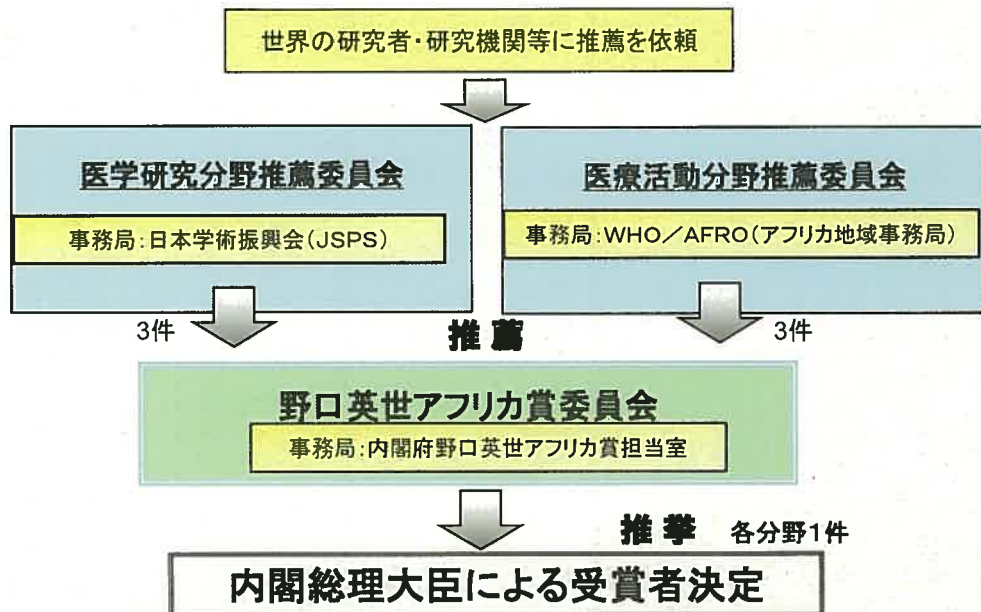 世界の研究者・研究機関等に推薦を依頼
医学研究分野推薦委員会
事務局:日本学術振興会(JSPS)
医療活動分野推薦委員会
事務局:WHO/AFRO(アフリカ地域事務局)
3件
推薦
3件
野口英世アフリカ賞委員会
事務局:内閣府野口英世アフリカ賞担当室
推挙 各分野1件
内閣総理大臣による受賞者決定